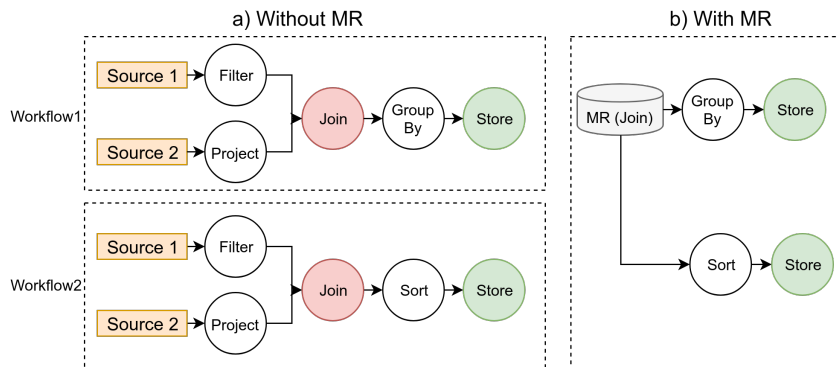 a) Without MR
b) With MR
Workflow1
Source 1
Filter
Source 2
Project
Join
Group
By
Store
MR (Join)
Group
By
Store
Workflow2
Source 1
Filter
Source 2
Project
Join
Sort
Store
Sort
Store